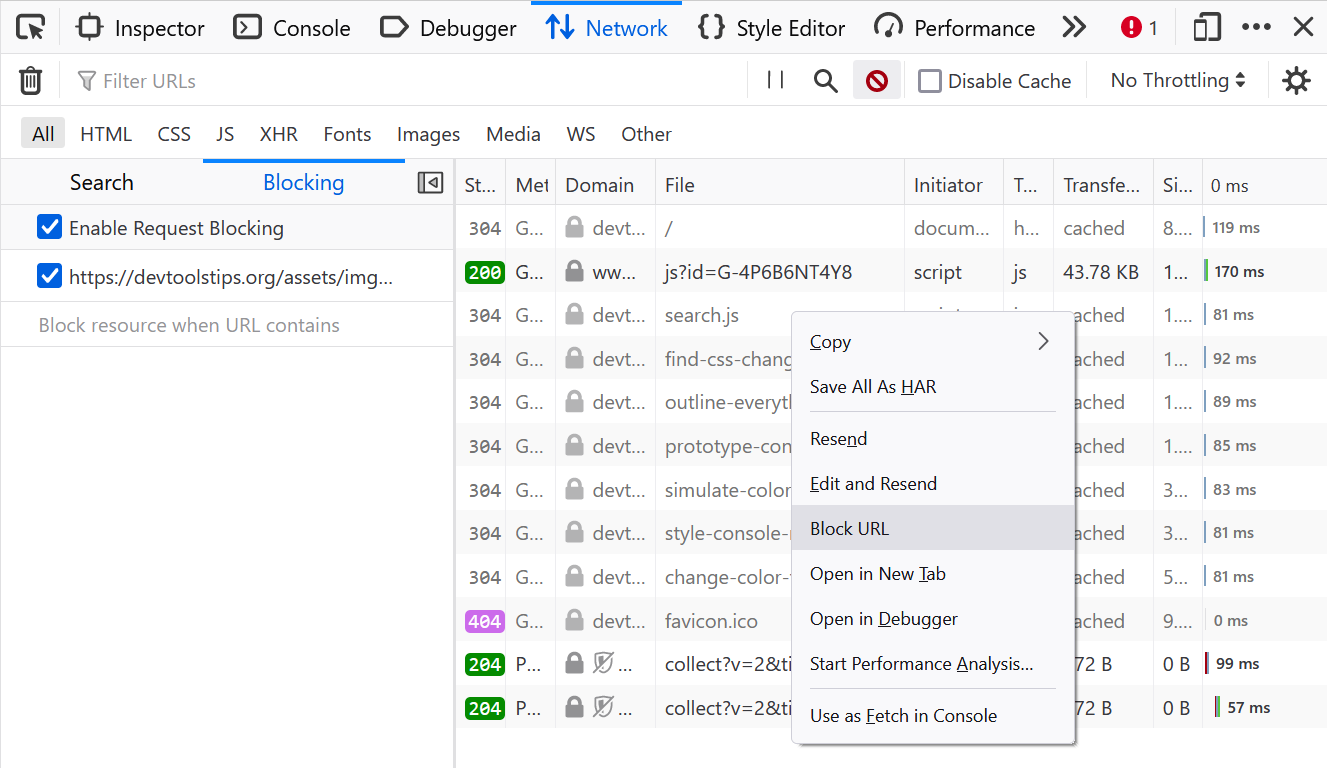 Inspector Console Debugger Network Style Editor Performance 1
Filter URLs Disable Cache No Throttling
All HTML CSS JS XHR Fonts Images Media WS Other
Search Blocking
Enable Request Blocking
https://devtoolstips.org/assets/img...
Block resource when URL contains
St... Met Domain File Initiator T... Transfe... Si... 0 ms
304 G... devt... / docum... h... cached 8.... 119 ms
200 G... ww... js?id=G-4P6B6NT4Y8 script js 43.78 KB 1... 170 ms
304 G... devt... search.js ached 1.... 81 ms
304 G... devt... find-css-chang ached 1.... 92 ms
304 G... devt... outline-everyt ached 1.... 89 ms
304 G... devt... prototype-con ached 1.... 85 ms
304 G... devt... simulate-color ached 3... 83 ms
304 G... devt... style-console- ached 3... 81 ms
304 G... devt... change-color- ached 5... 81 ms
404 G... devt... favicon.ico ached 9.... 0 ms
204 P... ... collect?v=2&ti 72 B 0 B 99 ms
204 P... ... collect?v=2&ti 72 B 0 B 57 ms
Copy
Save All As HAR
Resend
Edit and Resend
Block URL
Open in New Tab
Open in Debugger
Start Performance Analysis...
Use as Fetch in Console